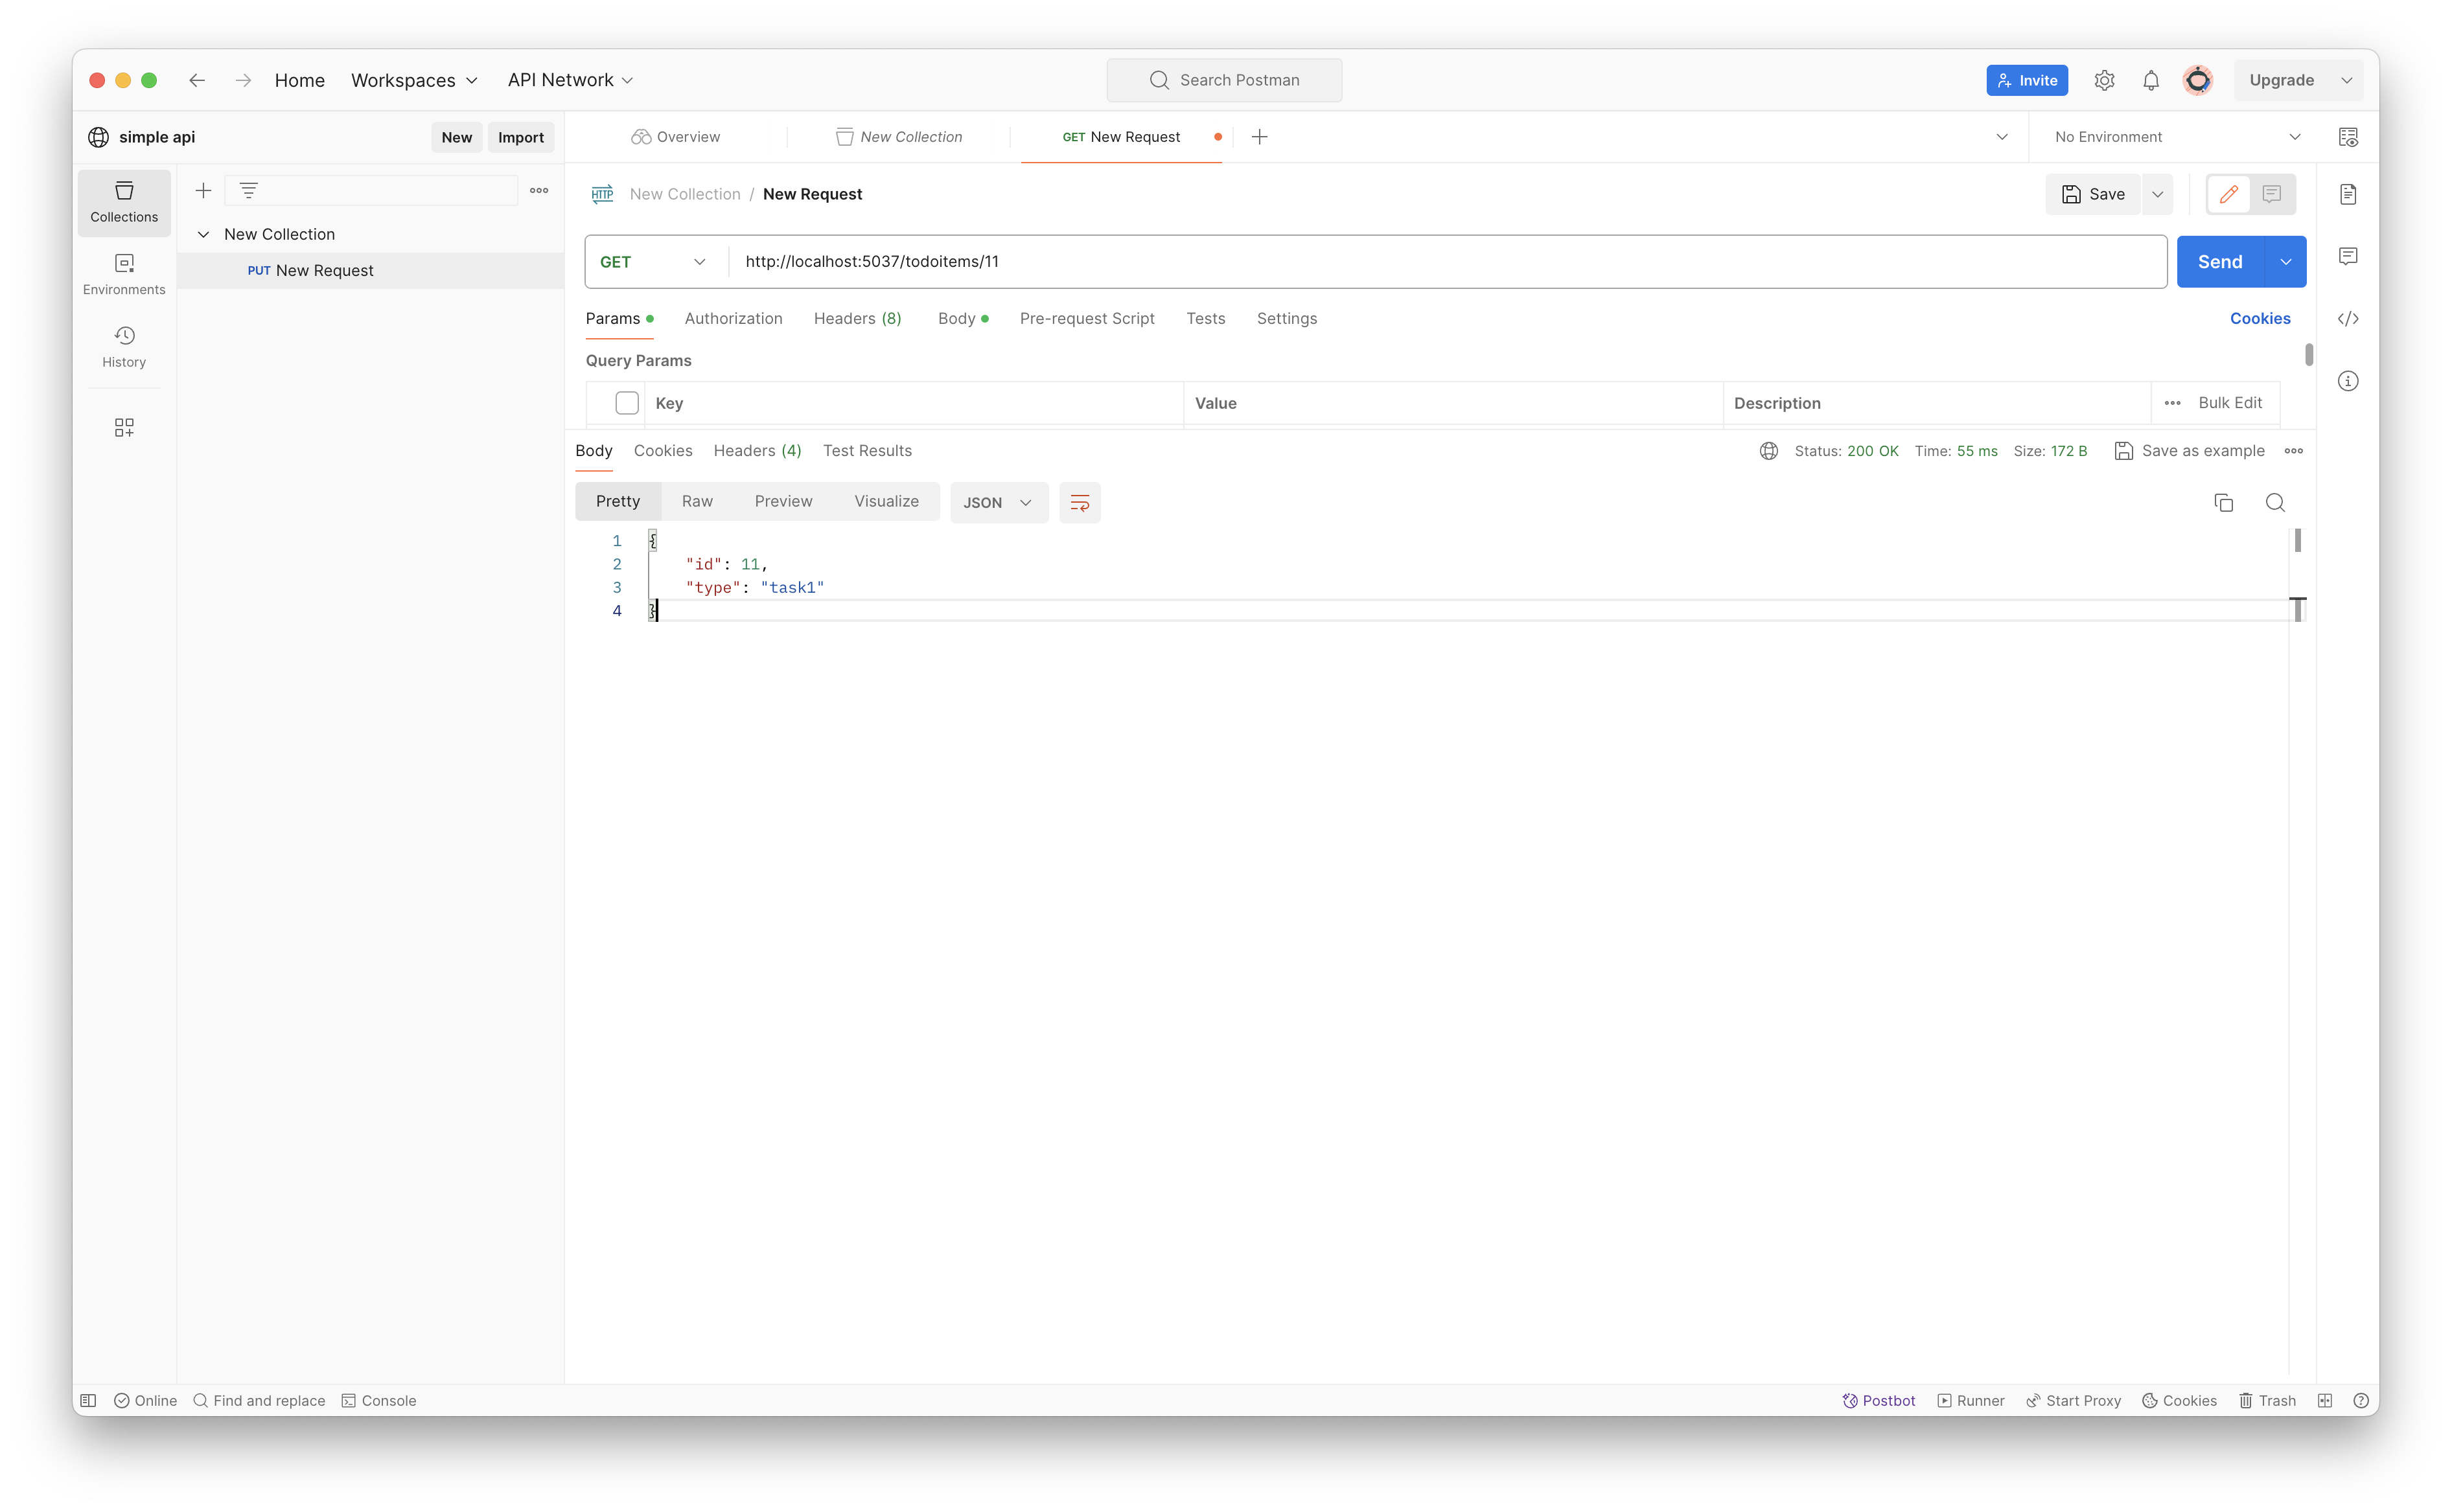 Home Workspaces API Network Search Postman Invite Upgrade
simple api New Import Overview New Collection GET New Request No Environment
Collections
Environments
History
New Collection
PUT New Request
HTTP New Collection / New Request Save
GET http://localhost:5037/todoitems/11 Send
Params Authorization Headers (8) Body Pre-request Script Tests Settings Cookies
Query Params
Key Value Description Bulk Edit
Body Cookies Headers (4) Test Results Status: 200 OK Time: 55 ms Size: 172 B Save as example
Pretty Raw Preview Visualize JSON
1 {
2 "id": 11,
3 "type": "task1"
4 }
Online Find and replace Console Postbot Runner Start Proxy Cookies Trash